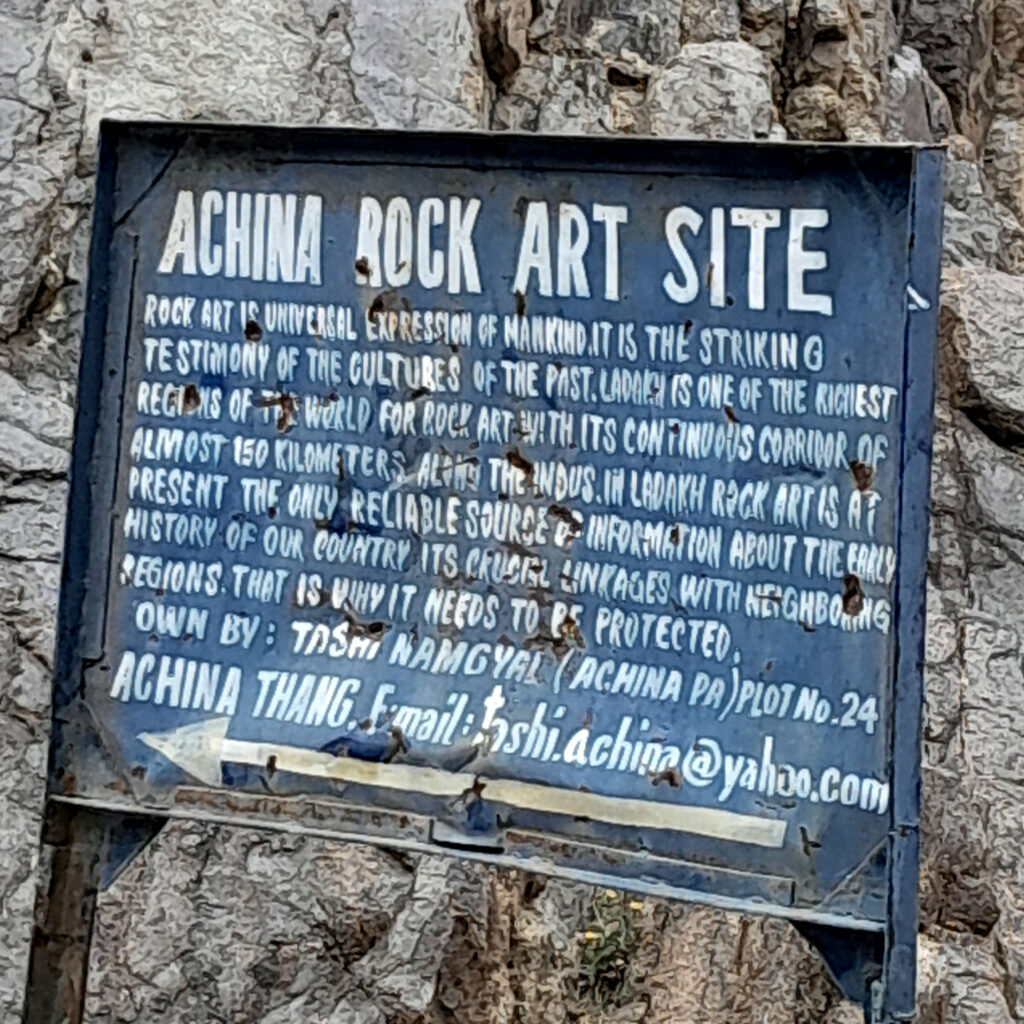 ACHINA ROCK ART SITE
ROCK ART IS UNIVERSAL EXPRESSION OF MANKIND.IT IS THE STRIKING
TESTIMONY OF THE CULTURES OF THE PAST. LADAKH IS ONE OF THE RICHEST
REGIONS OF THE WORLD FOR ROCK ART WITH ITS CONTINUOUS CORRIDOR OF
ALMOST 150 KILOMETERS ALONG THE INDUS. IN LADAKH ROCK ART IS AT
PRESENT THE ONLY RELIABLE SOURCE OF INFORMATION ABOUT THE EARLY
HISTORY OF OUR COUNTRY ITS CRUCIAL LINKAGES WITH NEIGHBORING
REGIONS. THAT IS WHY IT NEEDS TO BE PROTECTED.
OWN BY: TASHI NAMGYAL (ACHINA PA) PLOT No. 24
ACHINA THANG. E-mail: tashi.achina@yahoo.com